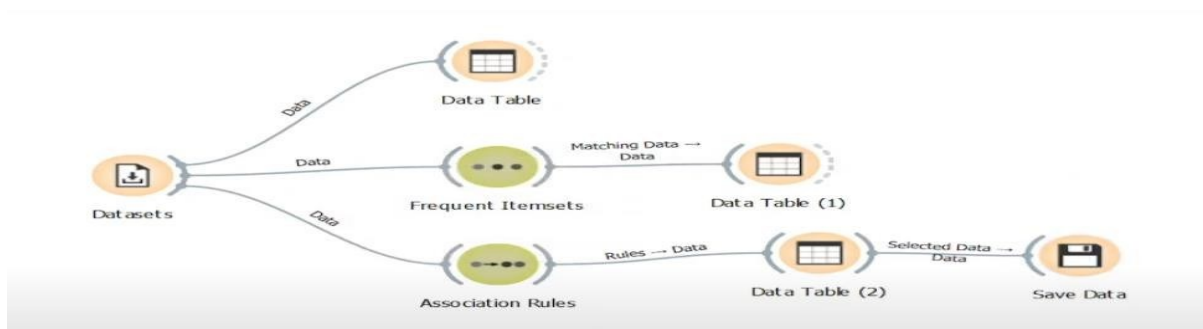 Data Table
Data
Matching Data →
Data
Data
Datasets
Frequent Itemsets
Data Table (1)
Data
Rules → Data
Selected Data →
Data
Association Rules
Data Table (2)
Save Data